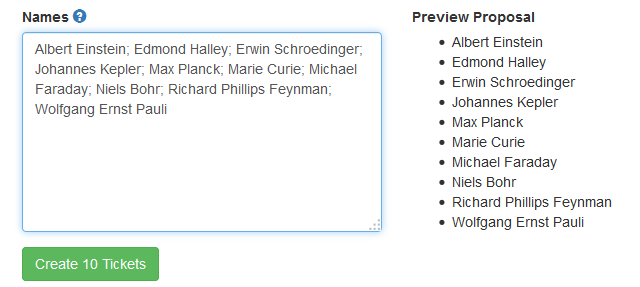 Names ?
Albert Einstein; Edmond Halley; Erwin Schroedinger;
Johannes Kepler; Max Planck; Marie Curie; Michael
Faraday; Niels Bohr; Richard Phillips Feynman;
Wolfgang Ernst Pauli
Create 10 Tickets
Preview Proposal
Albert Einstein
Edmond Halley
Erwin Schroedinger
Johannes Kepler
Max Planck
Marie Curie
Michael Faraday
Niels Bohr
Richard Phillips Feynman
Wolfgang Ernst Pauli